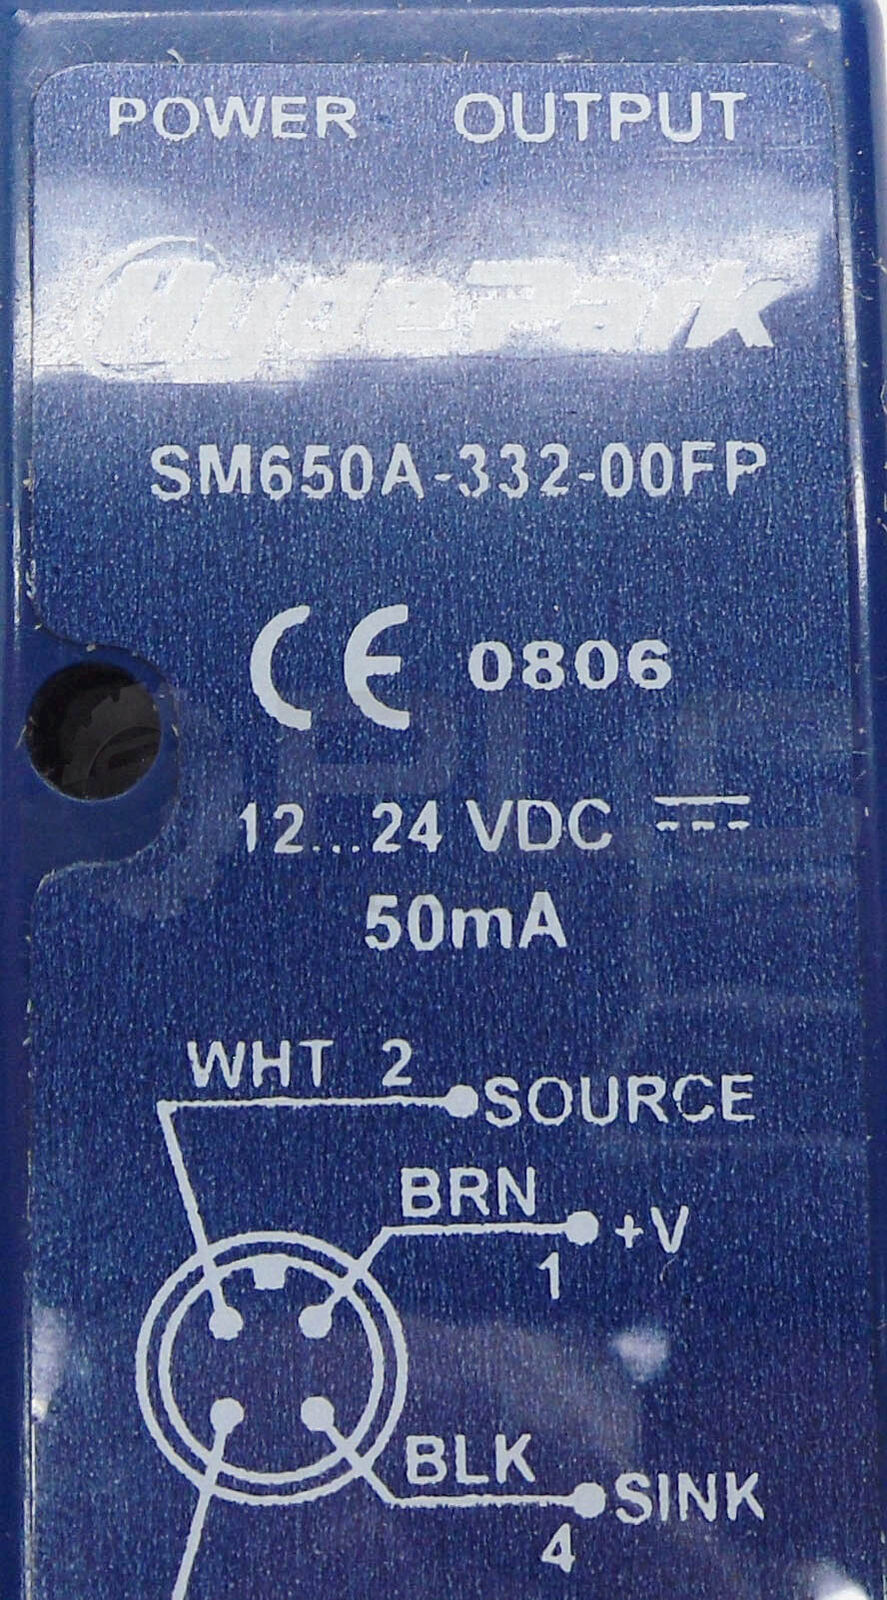 POWER OUTPUT
HydePark
SM650A-332-00FP
CE 0806
12...24 VDC
50mA
WHT 2 SOURCE
BRN
1 +V
BLK
4 SINK